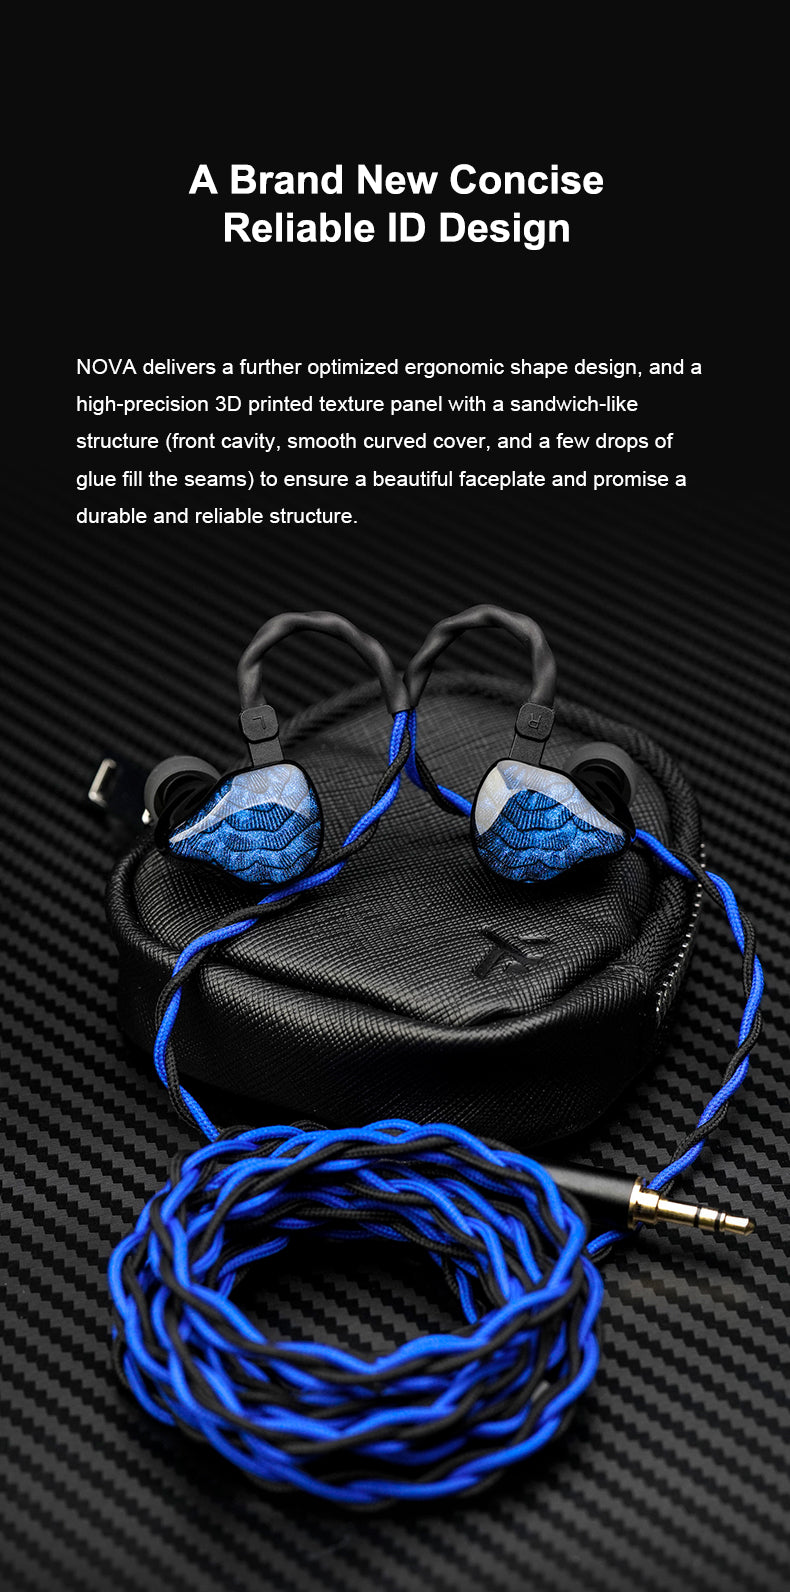 A Brand New Concise
Reliable ID Design
NOVA delivers a further optimized ergonomic shape design, and a
high-precision 3D printed texture panel with a sandwich-like
structure (front cavity, smooth curved cover, and a few drops of
glue fill the seams) to ensure a beautiful faceplate and promise a
durable and reliable structure.
L
R